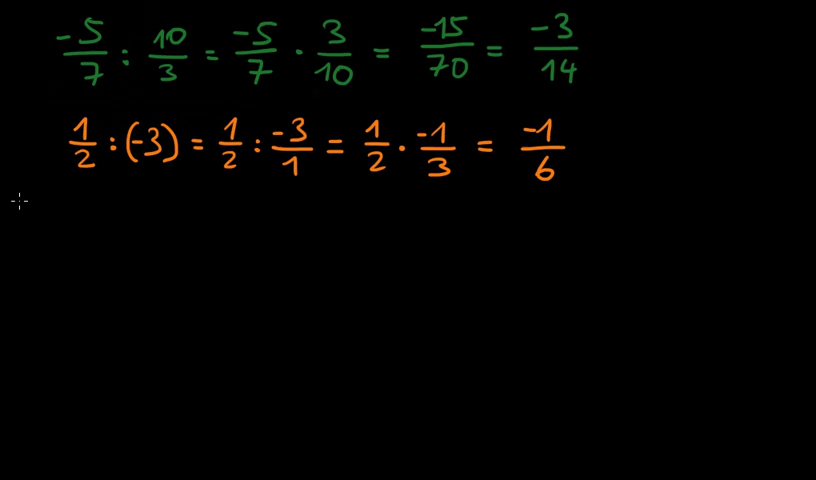 -5/7 : 10/3 = -5/7 · 3/10 = -15/70 = -3/14
1/2 : (-3) = 1/2 : -3/1 = 1/2 · -1/3 = -1/6